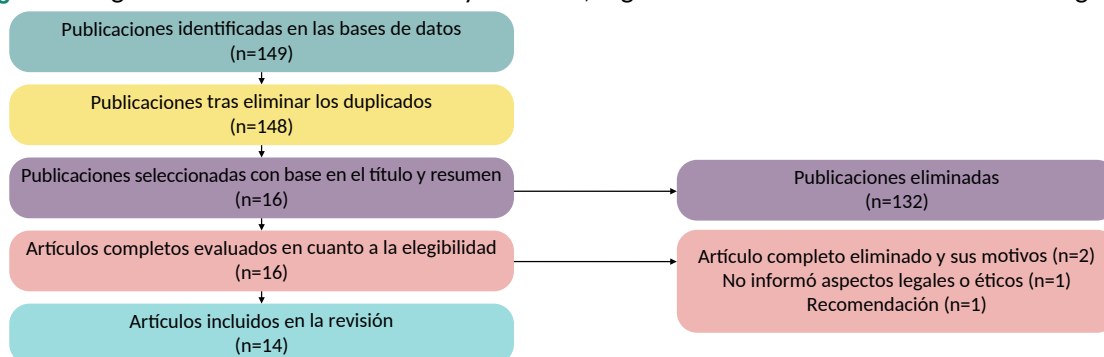 Publicaciones identificadas en las bases de datos
(n=149)
Publicaciones tras eliminar los duplicados
(n=148)
Publicaciones seleccionadas con base en el título y resumen
(n=16)
Publicaciones eliminadas
(n=132)
Artículos completos evaluados en cuanto a la elegibilidad
(n=16)
Artículo completo eliminado y sus motivos (n=2)
No informó aspectos legales o éticos (n=1)
Recomendación (n=1)
Artículos incluidos en la revisión
(n=14)